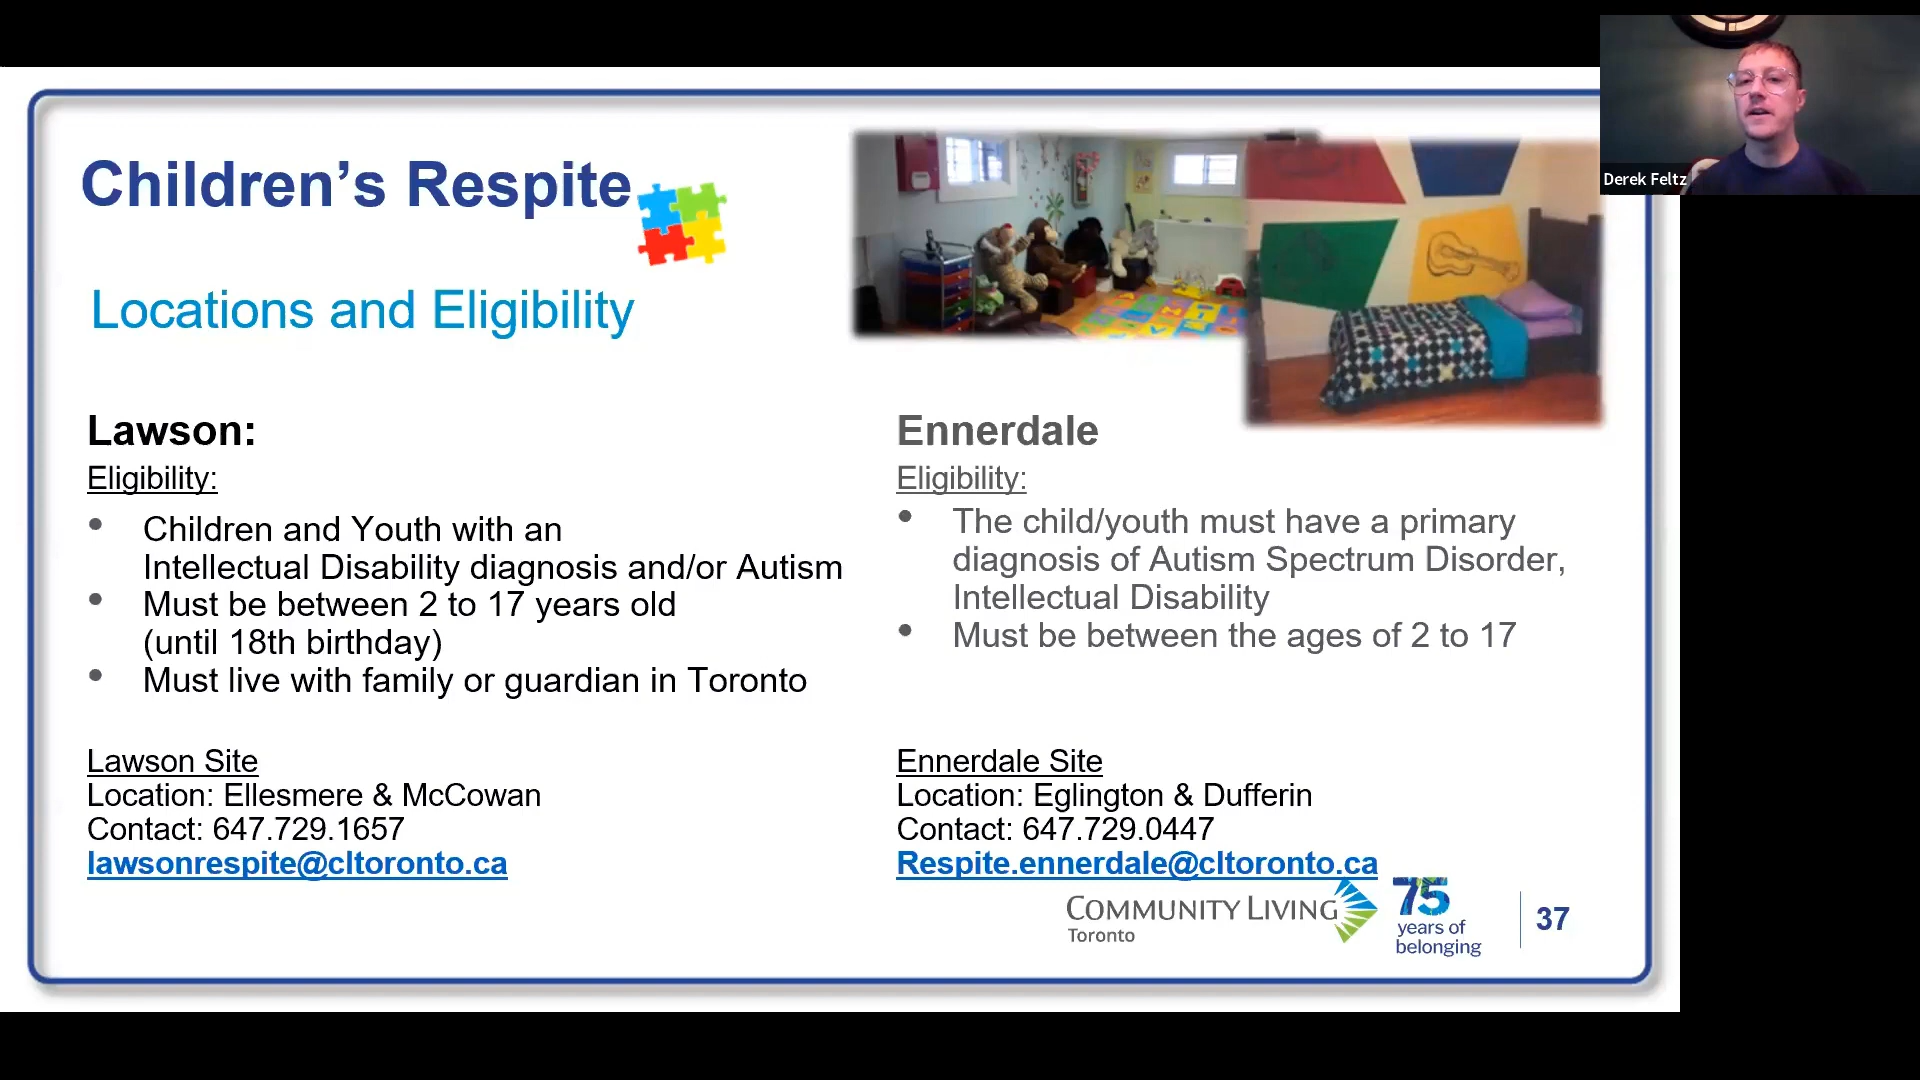 Children’s Respite
Locations and Eligibility
Derek Feltz
Lawson:
Eligibility:
• Children and Youth with an
Intellectual Disability diagnosis and/or Autism
• Must be between 2 to 17 years old
(until 18th birthday)
• Must live with family or guardian in Toronto
Lawson Site
Location: Ellesmere & McCowan
Contact: 647.729.1657
lawsonrespite@cltoronto.ca
Ennerdale
Eligibility:
• The child/youth must have a primary
diagnosis of Autism Spectrum Disorder,
Intellectual Disability
• Must be between the ages of 2 to 17
Ennerdale Site
Location: Eglington & Dufferin
Contact: 647.729.0447
Respite.ennerdale@cltoronto.ca
COMMUNITY LIVING
Toronto
75
years of
belonging
37